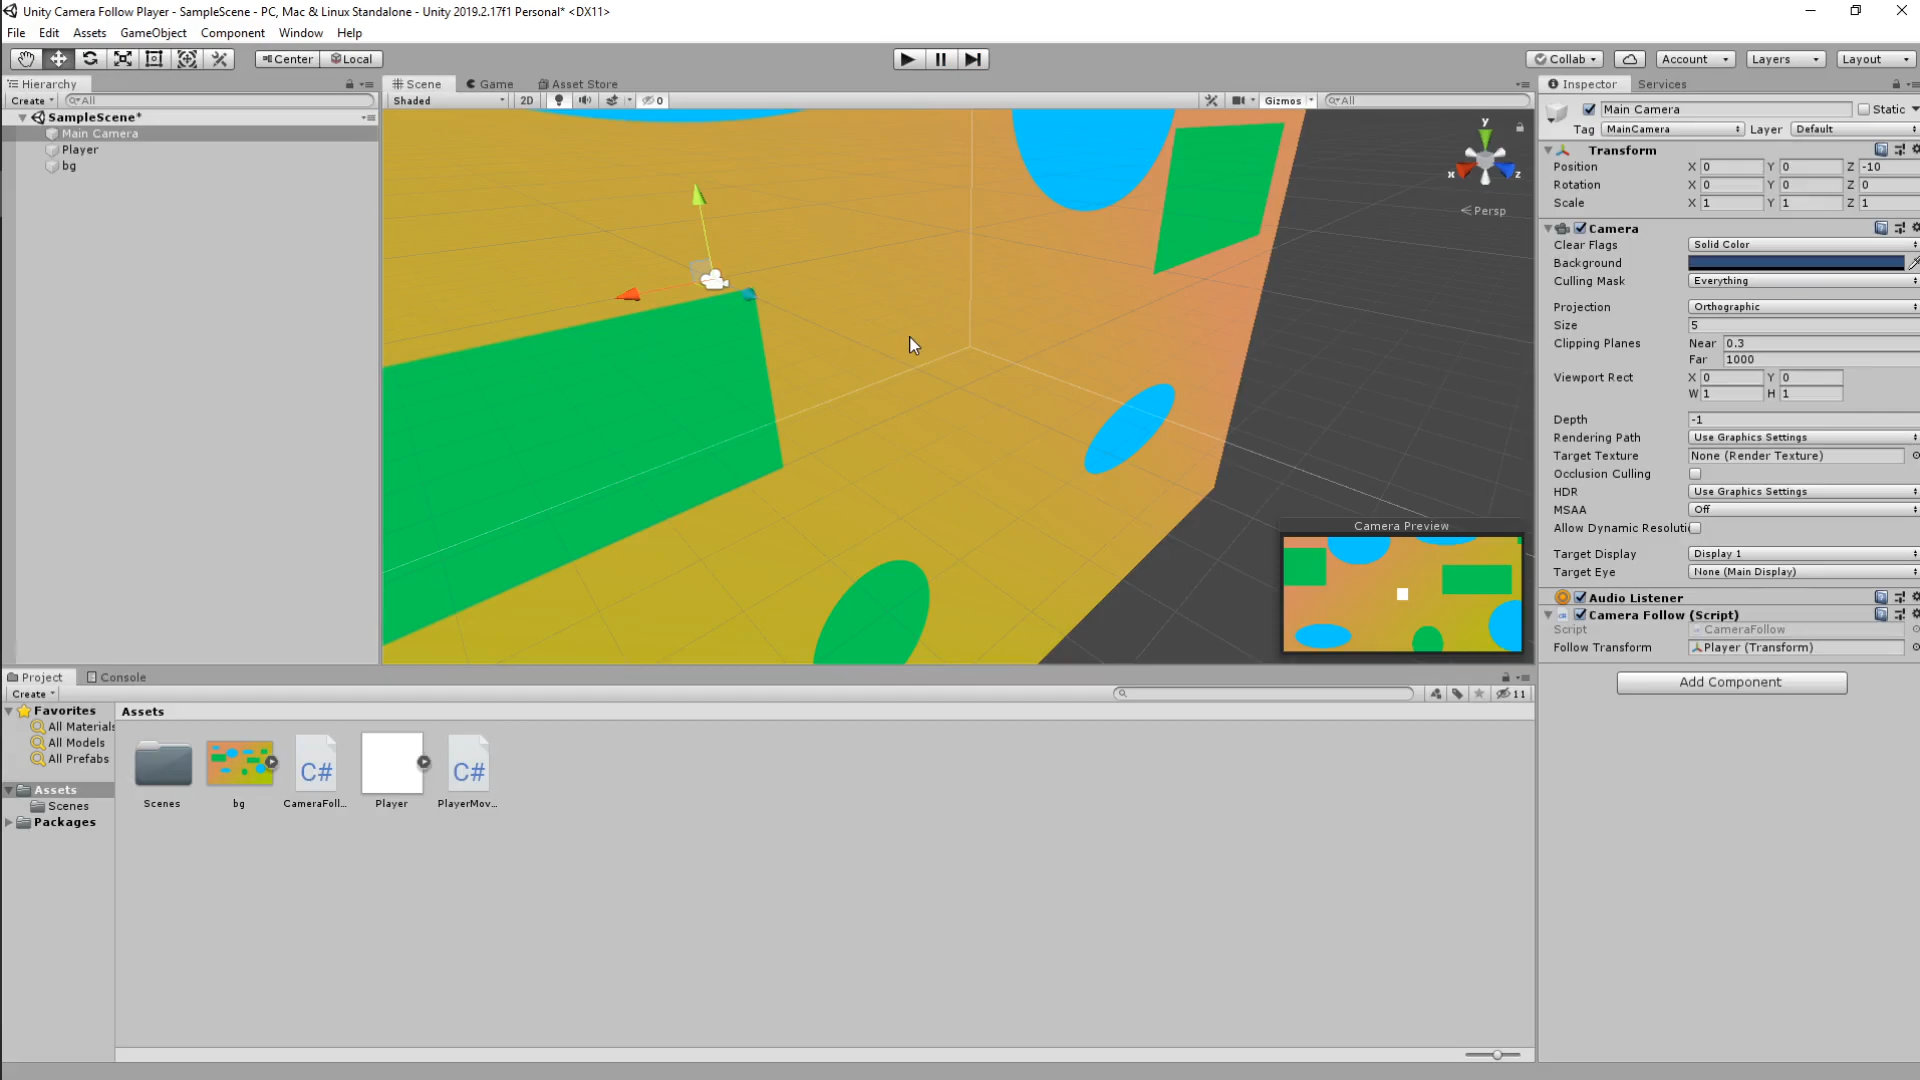 Unity Camera Follow Player - SampleScene - PC, Mac & Linux Standalone - Unity 2019.2.17f1 Personal* <DX11>
File Edit Assets GameObject Component Window Help
Center Local Collab Account Layers Layout
Hierarchy
Create All
SampleScene*
Main Camera
Player
bg
Scene Game Asset Store
Shaded 2D 0 Gizmos All
y
x z
Persp
Camera Preview
Inspector Services
Main Camera Static
Tag MainCamera Layer Default
Transform
Position X 0 Y 0 Z -10
Rotation X 0 Y 0 Z 0
Scale X 1 Y 1 Z 1
Camera
Clear Flags Solid Color
Background
Culling Mask Everything
Projection Orthographic
Size 5
Clipping Planes Near 0.3
Far 1000
Viewport Rect X 0 Y 0
W 1 H 1
Depth -1
Rendering Path Use Graphics Settings
Target Texture None (Render Texture)
Occlusion Culling
HDR Use Graphics Settings
MSAA Off
Allow Dynamic Resoluti
Target Display Display 1
Target Eye None (Main Display)
Audio Listener
Camera Follow (Script)
Script CameraFollow
Follow Transform Player (Transform)
Add Component
Project Console
Create 11
Favorites
All Materials
All Models
All Prefabs
Assets
Scenes
Packages
Assets
C# C#
Scenes bg CameraFoll... Player PlayerMov...